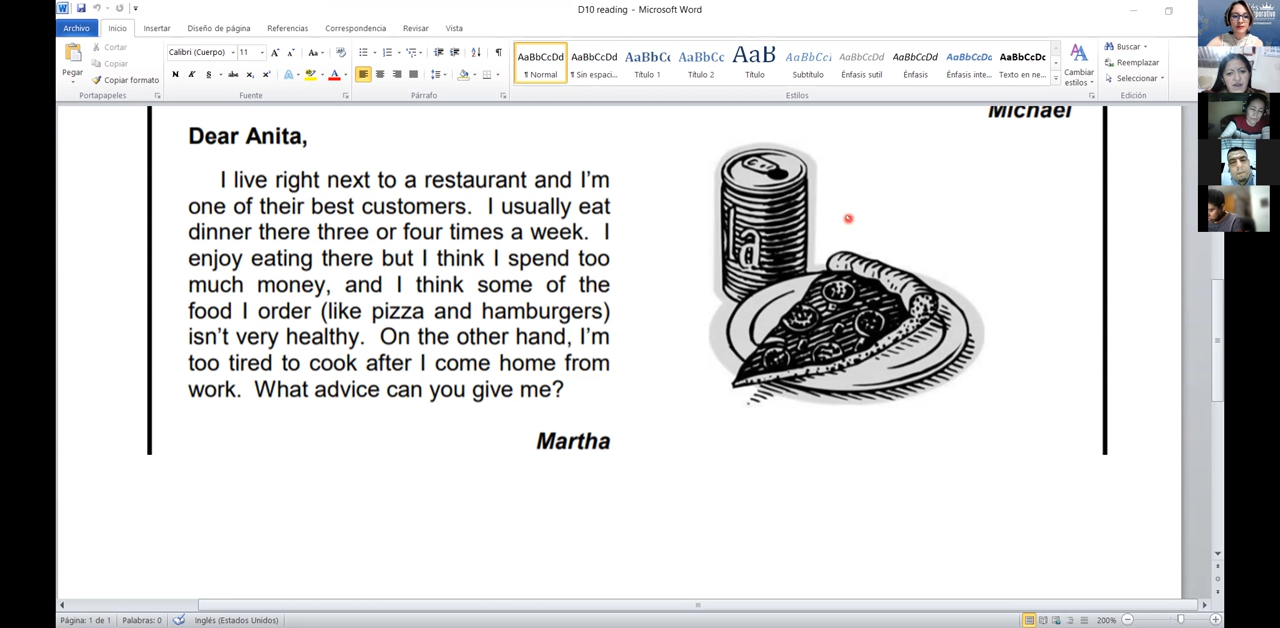 D10 reading - Microsoft Word
Archivo Inicio Insertar Diseño de página Referencias Correspondencia Revisar Vista
Pegar
Cortar
Copiar
Copiar formato
Portapapeles
Calibri (Cuerpo) 11
Fuente
Párrafo
AaBbCcDd AaBbCcDd AaBbCc AaBbCc AaB AaBbCcI AaBbCcDd AaBbCcDd AaBbCcDc AaBbCcDc
¶ Normal ¶ Sin espaci... Título 1 Título 2 Título Subtítulo Énfasis sutil Énfasis Énfasis inte... Texto en ne...
Estilos
Cambiar estilos
Buscar
Reemplazar
Seleccionar
Edición
Michael
Dear Anita,
I live right next to a restaurant and I'm
one of their best customers. I usually eat
dinner there three or four times a week. I
enjoy eating there but I think I spend too
much money, and I think some of the
food I order (like pizza and hamburgers)
isn't very healthy. On the other hand, I'm
too tired to cook after I come home from
work. What advice can you give me?
Martha
la
Página: 1 de 1 Palabras: 0 Inglés (Estados Unidos) 200%